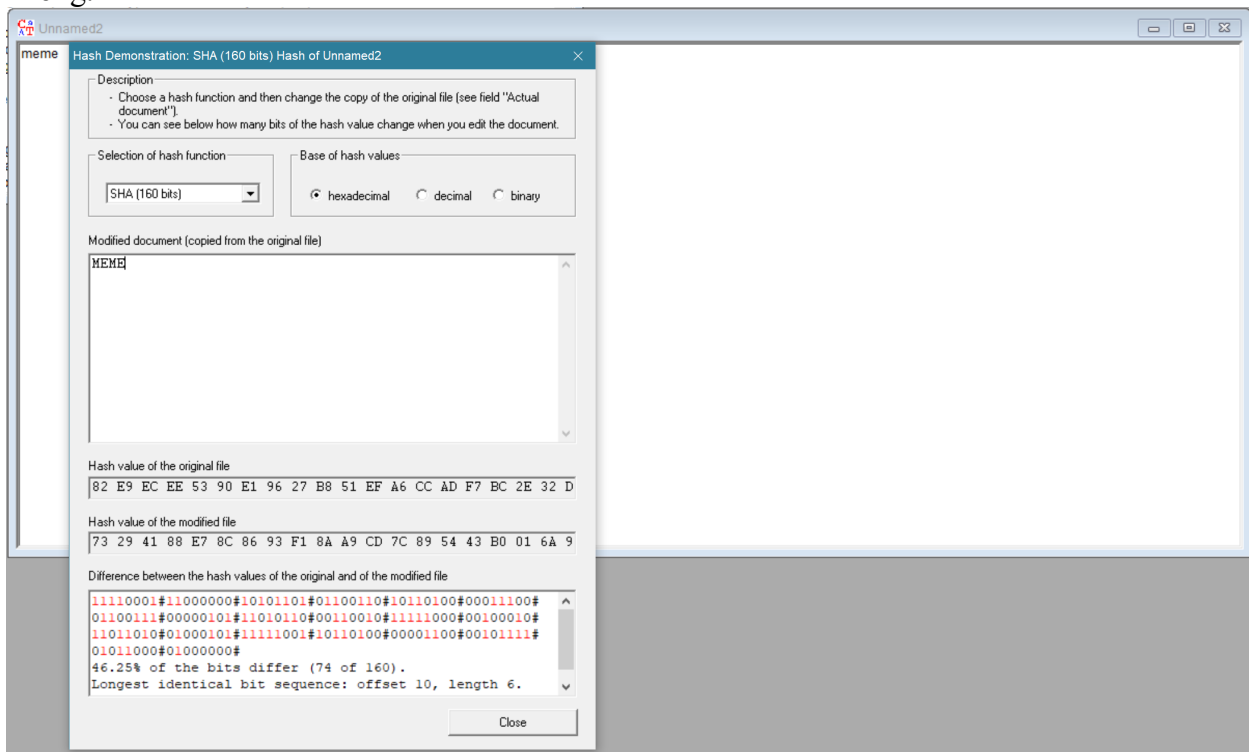 Unnamed2
meme
Hash Demonstration: SHA (160 bits) Hash of Unnamed2
Description
- Choose a hash function and then change the copy of the original file (see field "Actual
document").
- You can see below how many bits of the hash value change when you edit the document.
Selection of hash function
Base of hash values
SHA (160 bits)
hexadecimal decimal binary
Modified document (copied from the original file)
MEME
Hash value of the original file
82 E9 EC EE 53 90 E1 96 27 B8 51 EF A6 CC AD F7 BC 2E 32 D
Hash value of the modified file
73 29 41 88 E7 8C 86 93 F1 8A A9 CD 7C 89 54 43 B0 01 6A 9
Difference between the hash values of the original and of the modified file
11110001#11000000#10101101#01100110#10110100#00011100#
01100111#00000101#11010110#00110010#11111000#00100010#
11011010#01000101#11111001#10110100#00001100#00101111#
01011000#01000000#
46.25% of the bits differ (74 of 160).
Longest identical bit sequence: offset 10, length 6.
Close